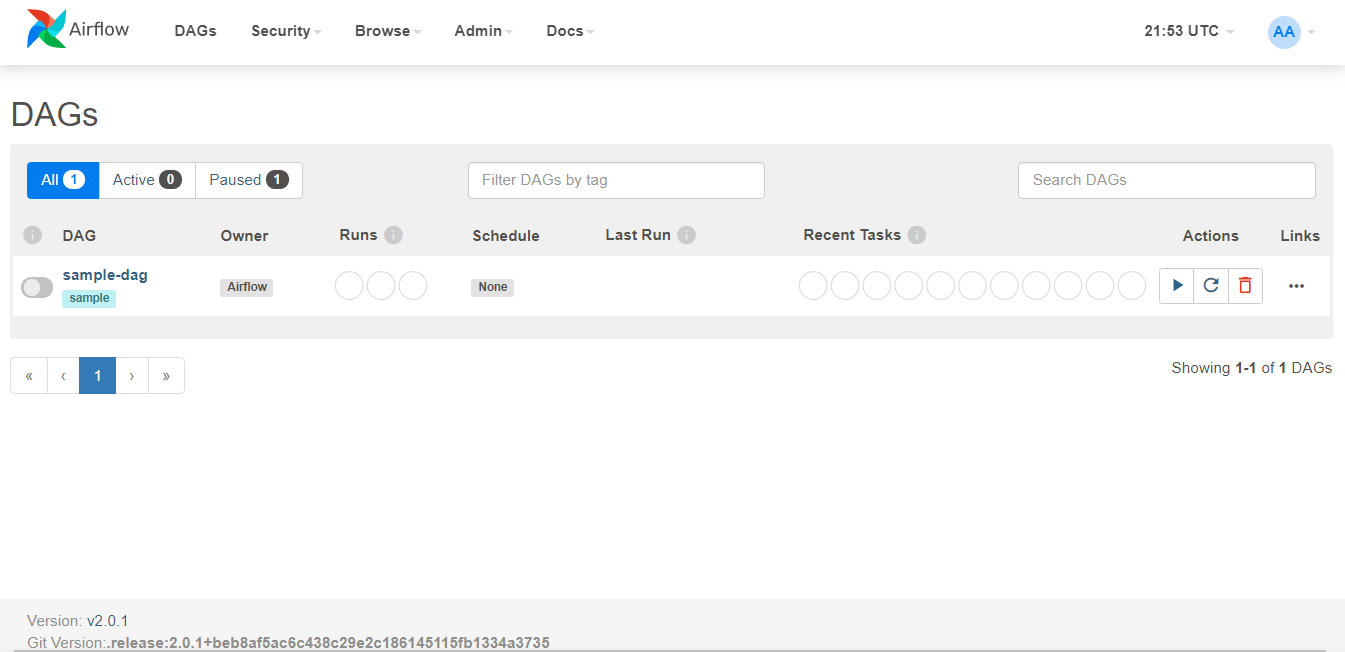 Airflow DAGs Security Browse Admin Docs 21:53 UTC AA
DAGs
All 1 Active 0 Paused 1 Filter DAGs by tag Search DAGs
i DAG Owner Runs i Schedule Last Run i Recent Tasks i Actions Links
sample-dag
sample Airflow None
« ‹ 1 › » Showing 1-1 of 1 DAGs
Version: v2.0.1
Git Version:.release:2.0.1+beb8af5ac6c438c29e2c186145115fb1334a3735